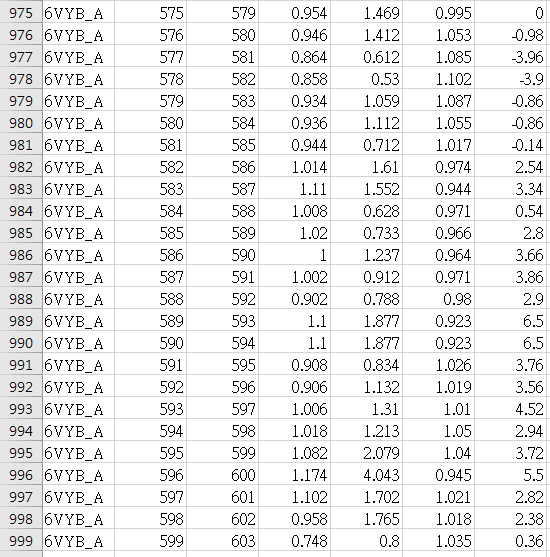 975 6VYB_A 575 579 0.954 1.469 0.995 0
976 6VYB_A 576 580 0.946 1.412 1.053 -0.98
977 6VYB_A 577 581 0.864 0.612 1.085 -3.96
978 6VYB_A 578 582 0.858 0.53 1.102 -3.9
979 6VYB_A 579 583 0.934 1.059 1.087 -0.86
980 6VYB_A 580 584 0.936 1.112 1.055 -0.86
981 6VYB_A 581 585 0.944 0.712 1.017 -0.14
982 6VYB_A 582 586 1.014 1.61 0.974 2.54
983 6VYB_A 583 587 1.11 1.552 0.944 3.34
984 6VYB_A 584 588 1.008 0.628 0.971 0.54
985 6VYB_A 585 589 1.02 0.733 0.966 2.8
986 6VYB_A 586 590 1 1.237 0.964 3.66
987 6VYB_A 587 591 1.002 0.912 0.971 3.86
988 6VYB_A 588 592 0.902 0.788 0.98 2.9
989 6VYB_A 589 593 1.1 1.877 0.923 6.5
990 6VYB_A 590 594 1.1 1.877 0.923 6.5
991 6VYB_A 591 595 0.908 0.834 1.026 3.76
992 6VYB_A 592 596 0.906 1.132 1.019 3.56
993 6VYB_A 593 597 1.006 1.31 1.01 4.52
994 6VYB_A 594 598 1.018 1.213 1.05 2.94
995 6VYB_A 595 599 1.082 2.079 1.04 3.72
996 6VYB_A 596 600 1.174 4.043 0.945 5.5
997 6VYB_A 597 601 1.102 1.702 1.021 2.82
998 6VYB_A 598 602 0.958 1.765 1.018 2.38
999 6VYB_A 599 603 0.748 0.8 1.035 0.36